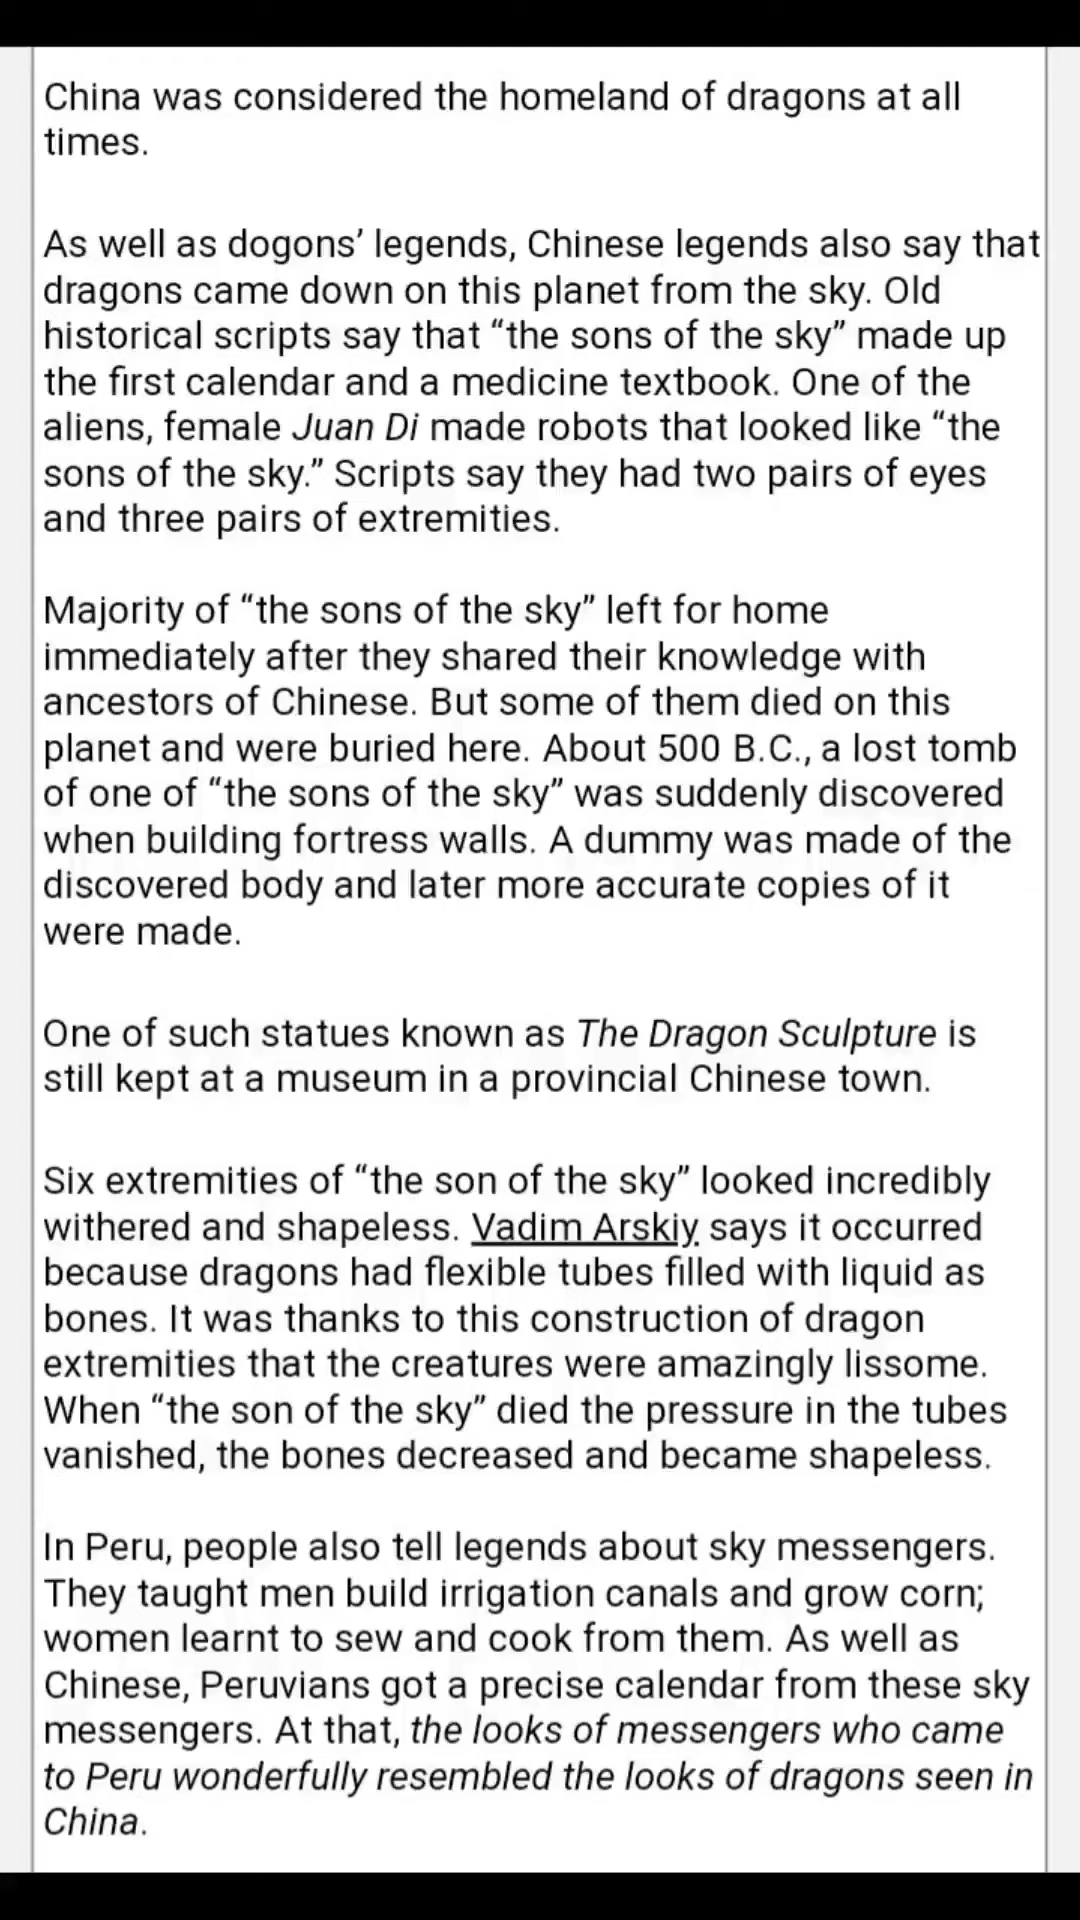 China was considered the homeland of dragons at all
times.
As well as dogons’ legends, Chinese legends also say that
dragons came down on this planet from the sky. Old
historical scripts say that “the sons of the sky” made up
the first calendar and a medicine textbook. One of the
aliens, female Juan Di made robots that looked like “the
sons of the sky.” Scripts say they had two pairs of eyes
and three pairs of extremities.
Majority of “the sons of the sky” left for home
immediately after they shared their knowledge with
ancestors of Chinese. But some of them died on this
planet and were buried here. About 500 B.C., a lost tomb
of one of “the sons of the sky” was suddenly discovered
when building fortress walls. A dummy was made of the
discovered body and later more accurate copies of it
were made.
One of such statues known as The Dragon Sculpture is
still kept at a museum in a provincial Chinese town.
Six extremities of “the son of the sky” looked incredibly
withered and shapeless. Vadim Arskiy says it occurred
because dragons had flexible tubes filled with liquid as
bones. It was thanks to this construction of dragon
extremities that the creatures were amazingly lissome.
When “the son of the sky” died the pressure in the tubes
vanished, the bones decreased and became shapeless.
In Peru, people also tell legends about sky messengers.
They taught men build irrigation canals and grow corn;
women learnt to sew and cook from them. As well as
Chinese, Peruvians got a precise calendar from these sky
messengers. At that, the looks of messengers who came
to Peru wonderfully resembled the looks of dragons seen in
China.